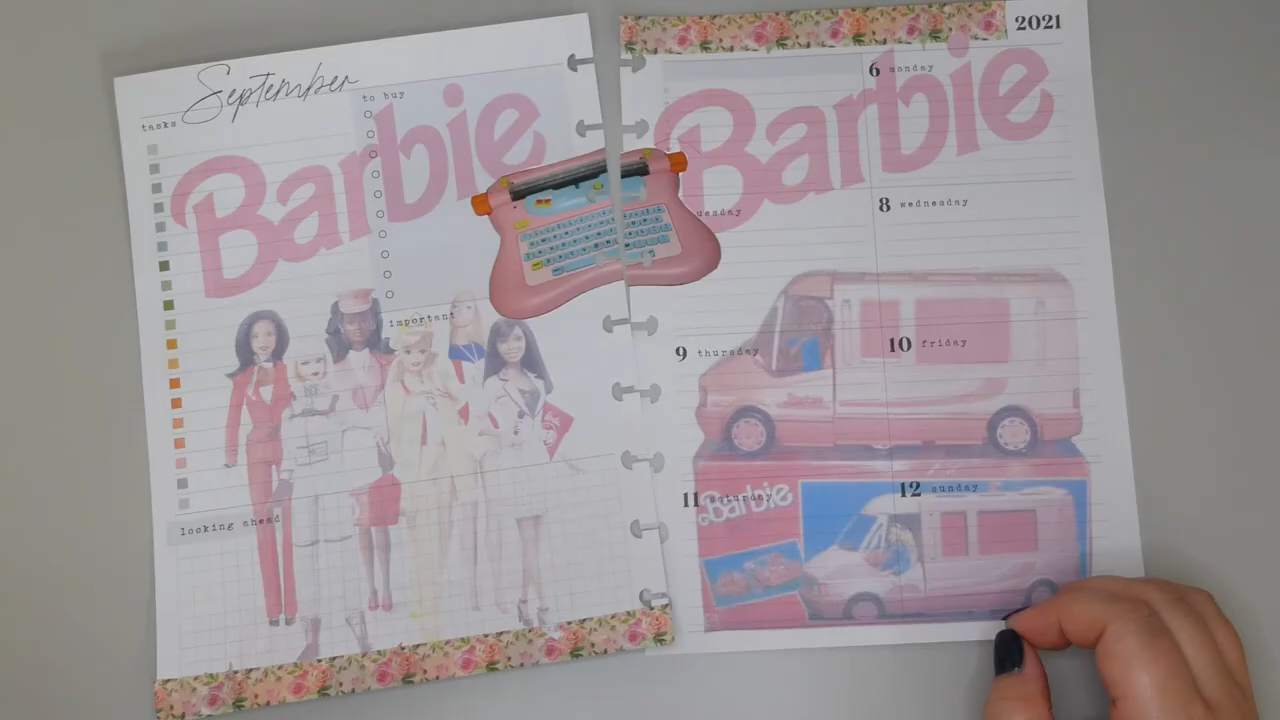 September
tasks
to buy
Barbie
important
looking ahead
2021
6 monday
Barbie
uesday
8 wednesday
9 thursday
10 friday
11 saturday
12 sunday
Barbie